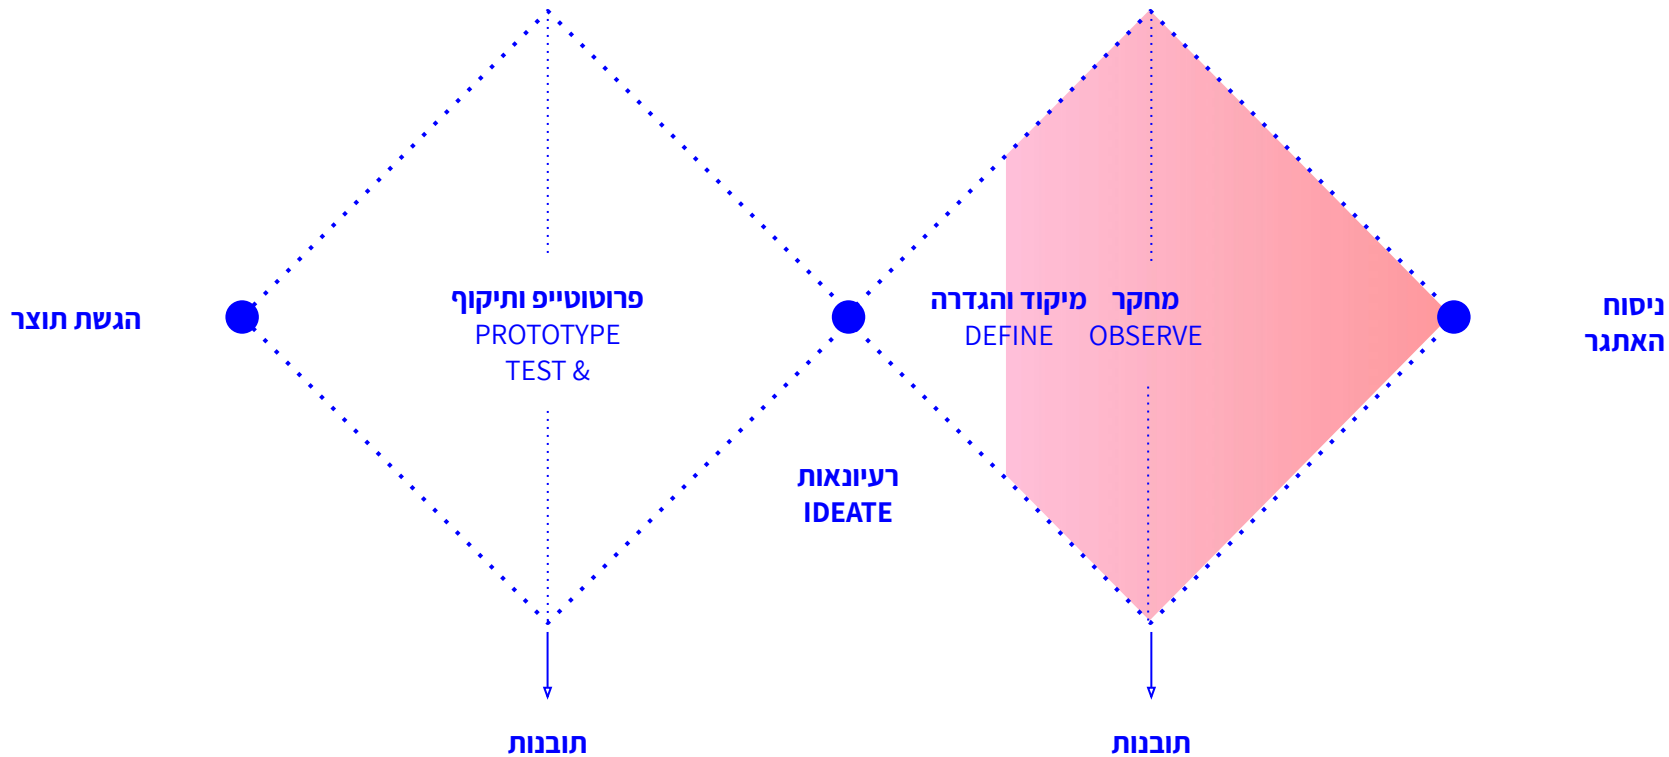 ניסוח
האתגר
מחקר
OBSERVE
מיקוד והגדרה
DEFINE
רעיונאות
IDEATE
פרוטוטייפ ותיקוף
PROTOTYPE
TEST &
הגשת תוצר
תובנות
תובנות